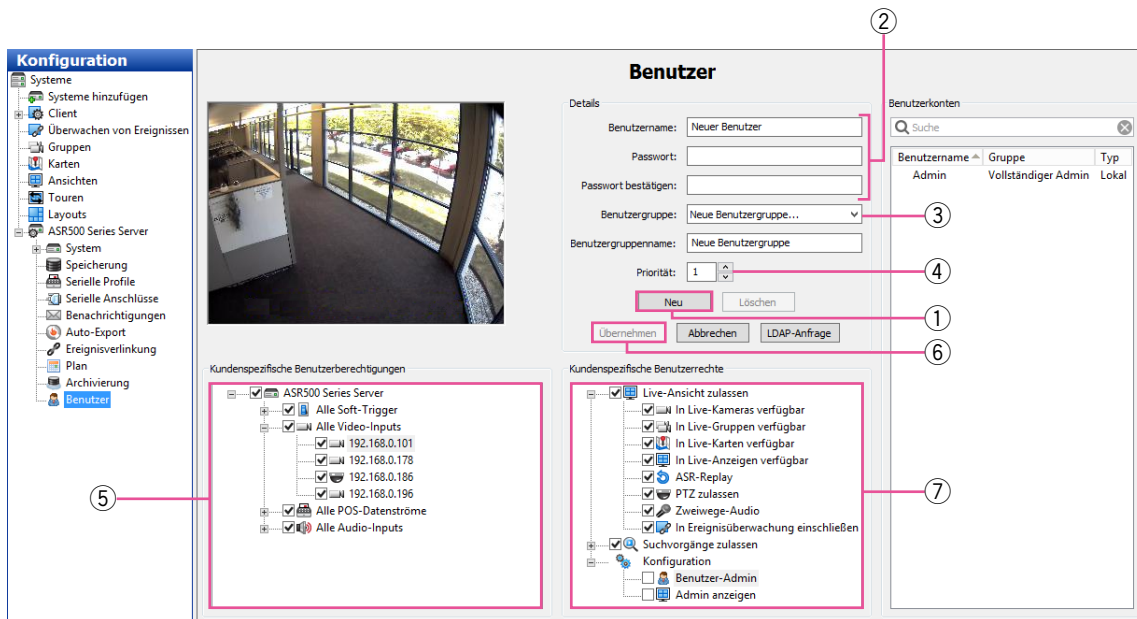 ②
Konfiguration
Systeme
Systeme hinzufügen
Client
Überwachen von Ereignissen
Gruppen
Karten
Ansichten
Touren
Layouts
ASR500 Series Server
System
Speicherung
Serielle Profile
Serielle Anschlüsse
Benachrichtigungen
Auto-Export
Ereignisverlinkung
Plan
Archivierung
Benutzer
Benutzer
Details
Benutzername: Neuer Benutzer
Passwort:
Passwort bestätigen:
Benutzergruppe: Neue Benutzergruppe...
③
Benutzergruppenname: Neue Benutzergruppe
Priorität: 1
④
Neu Löschen
①
Übernehmen Abbrechen LDAP-Anfrage
⑥
Benutzerkonten
Suche
Benutzername Gruppe Typ
Admin Vollständiger Admin Lokal
Kundenspezifische Benutzerberechtigungen
ASR500 Series Server
Alle Soft-Trigger
Alle Video-Inputs
192.168.0.101
192.168.0.178
192.168.0.186
192.168.0.196
Alle POS-Datenströme
Alle Audio-Inputs
⑤
Kundenspezifische Benutzerrechte
Live-Ansicht zulassen
In Live-Kameras verfügbar
In Live-Gruppen verfügbar
In Live-Karten verfügbar
In Live-Anzeigen verfügbar
ASR-Replay
PTZ zulassen
Zweiwege-Audio
In Ereignisüberwachung einschließen
Suchvorgänge zulassen
Konfiguration
Benutzer-Admin
Admin anzeigen
⑦